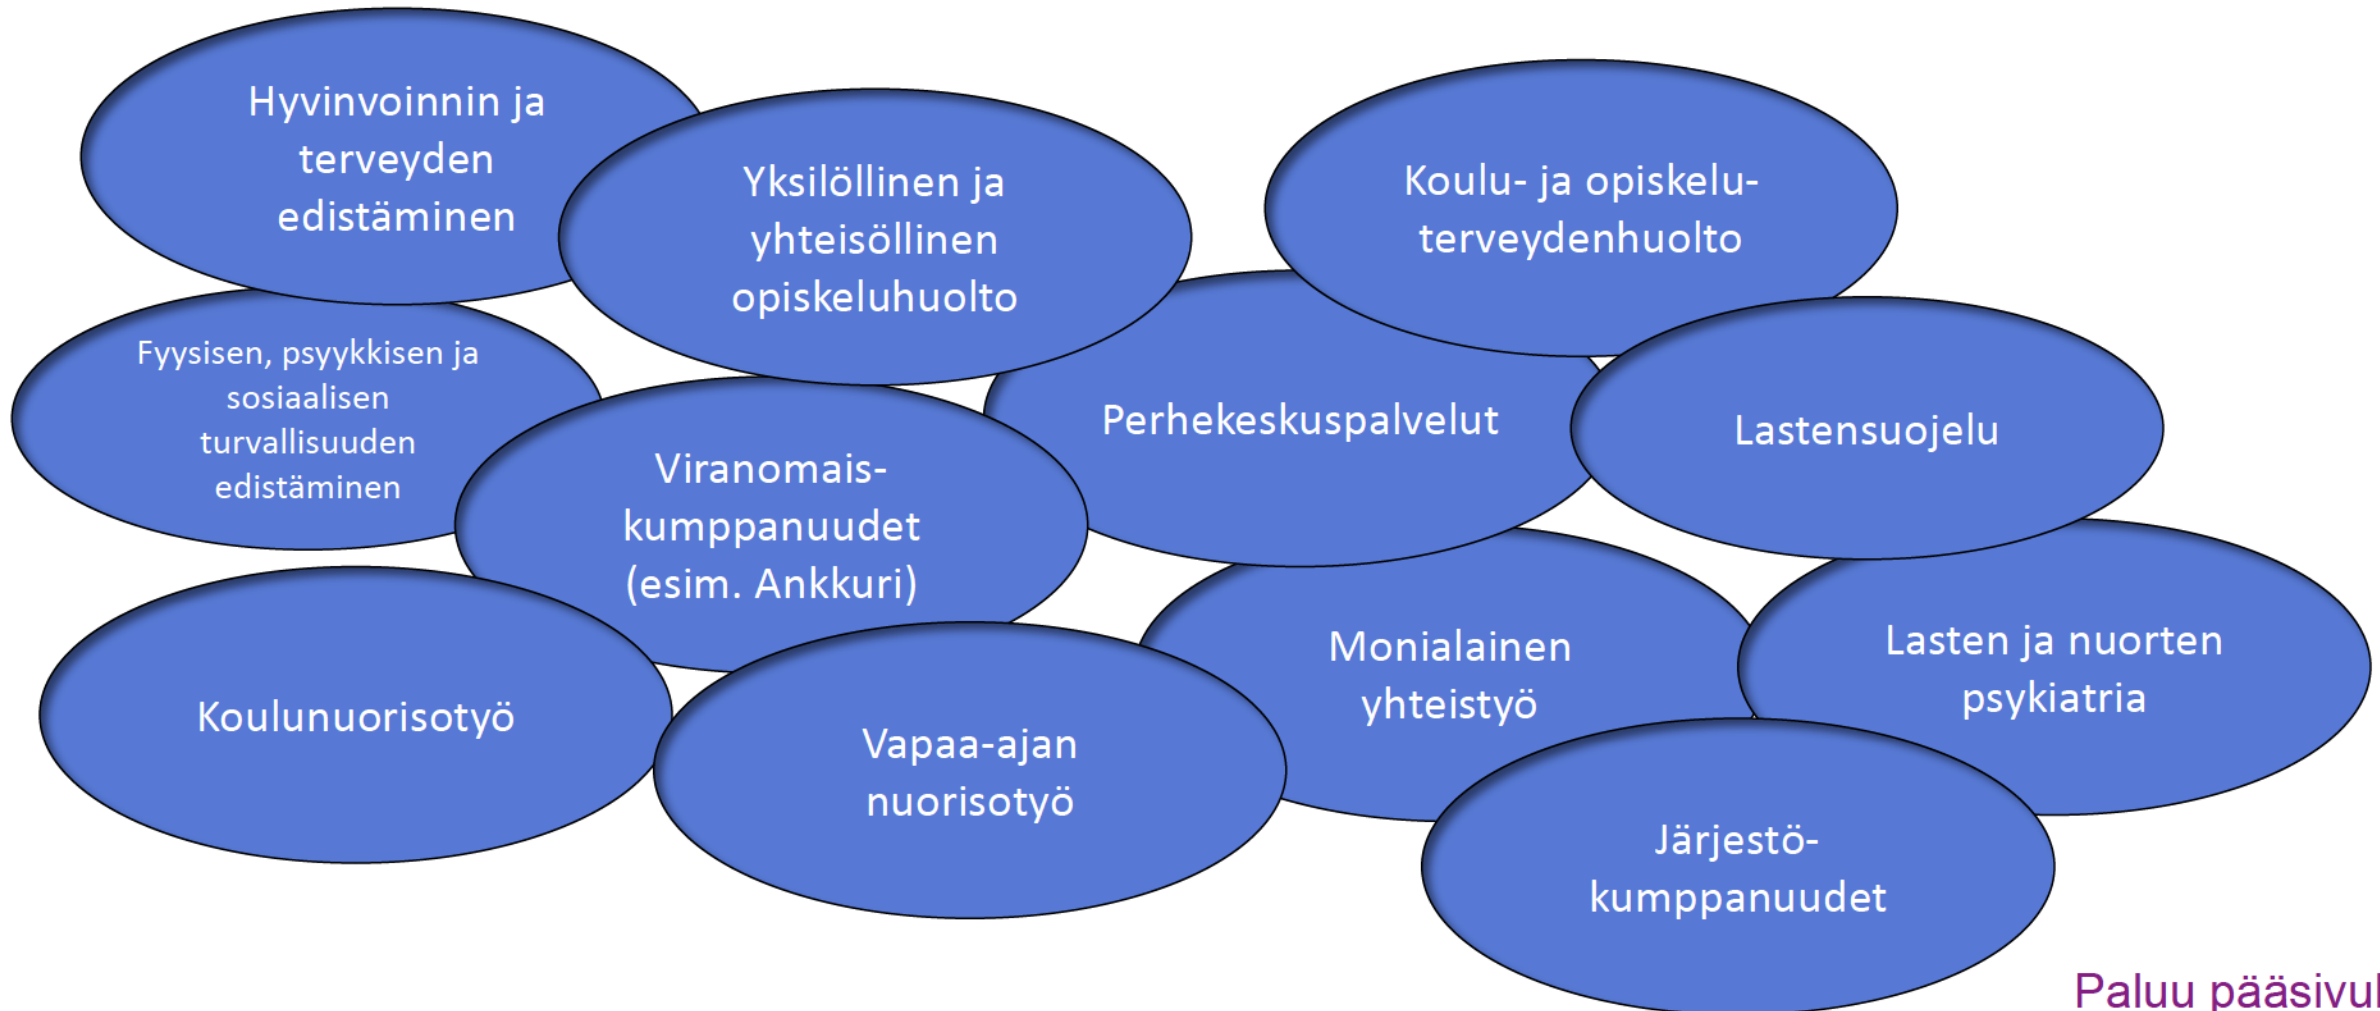 Hyvinvoinnin ja
terveyden
edistäminen
Yksilöllinen ja
yhteisöllinen
opiskeluhuolto
Koulu- ja opiskelu-
terveydenhuolto
Fyysisen, psyykkisen ja
sosiaalisen
turvallisuuden
edistäminen
Viranomais-
kumppanuudet
(esim. Ankkuri)
Perhekeskuspalvelut
Lastensuojelu
Koulunuorisotyö
Vapaa-ajan
nuorisotyö
Monialainen
yhteistyö
Lasten ja nuorten
psykiatria
Järjestö-
kumppanuudet
Paluu